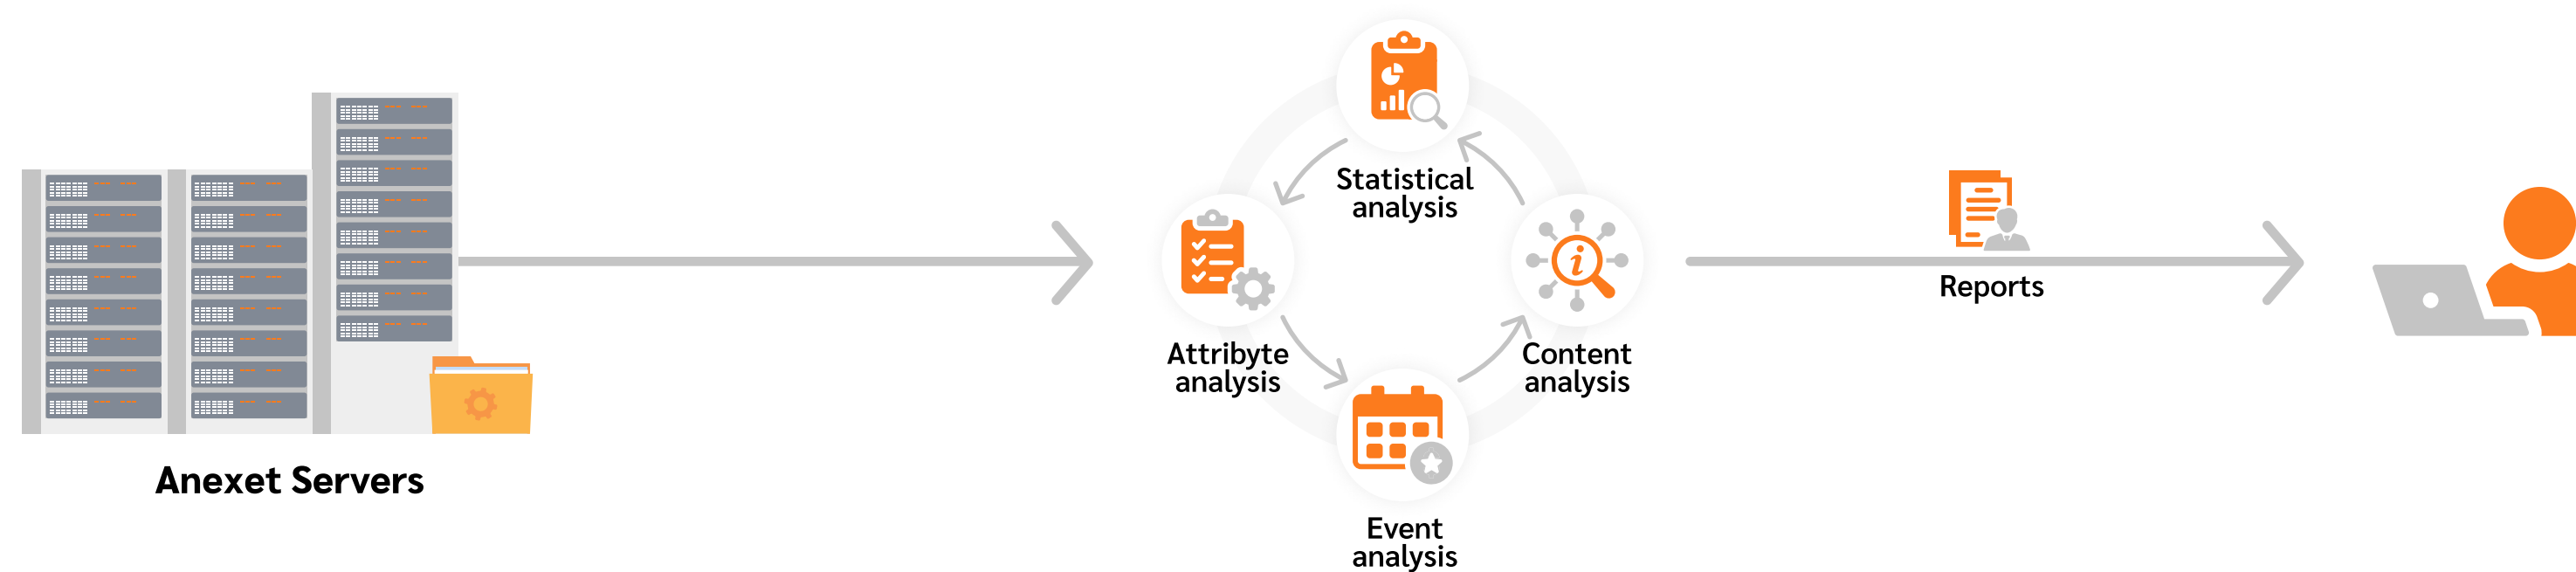 Anexet Servers
Statistical
analysis
Attribyte
analysis
Content
analysis
Event
analysis
Reports